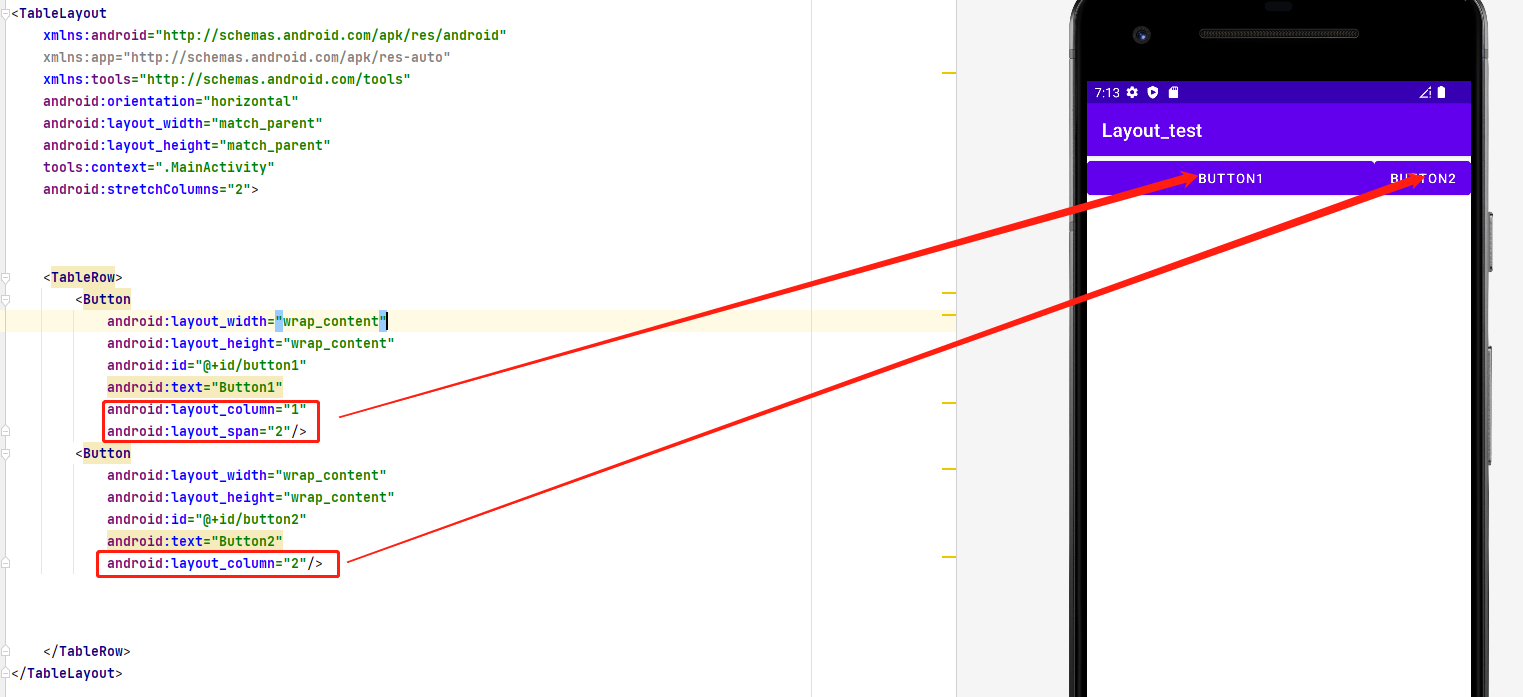 <TableLayout
xmlns:android="http://schemas.android.com/apk/res/android"
xmlns:app="http://schemas.android.com/apk/res-auto"
xmlns:tools="http://schemas.android.com/tools"
android:orientation="horizontal"
android:layout_width="match_parent"
android:layout_height="match_parent"
tools:context=".MainActivity"
android:stretchColumns="2">
<TableRow>
<Button
android:layout_width="wrap_content"
android:layout_height="wrap_content"
android:id="@+id/button1"
android:text="Button1"
android:layout_column="1"
android:layout_span="2"/>
<Button
android:layout_width="wrap_content"
android:layout_height="wrap_content"
android:id="@+id/button2"
android:text="Button2"
android:layout_column="2"/>
</TableRow>
</TableLayout>
7:13
Layout_test
BUTTON1 BUTTON2